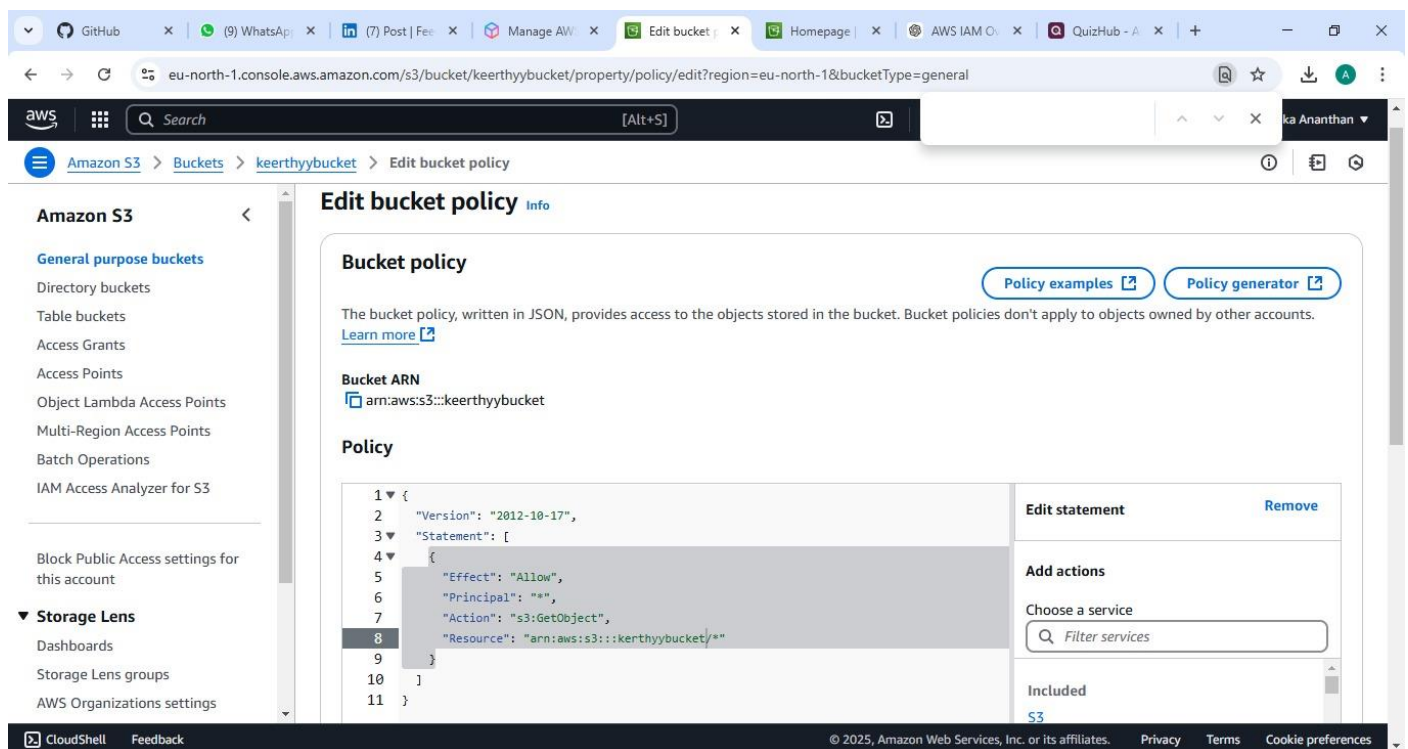 GitHub
(9) WhatsAp
(7) Post | Fee
Manage AW
Edit bucket p
Homepage |
AWS IAM O
QuizHub - A
eu-north-1.console.aws.amazon.com/s3/bucket/keerthyybucket/property/policy/edit?region=eu-north-1&bucketType=general
A
aws
Search
[Alt+S]
ka Ananthan
Amazon S3 > Buckets > keerthyybucket > Edit bucket policy
Amazon S3
General purpose buckets
Directory buckets
Table buckets
Access Grants
Access Points
Object Lambda Access Points
Multi-Region Access Points
Batch Operations
IAM Access Analyzer for S3
Block Public Access settings for
this account
Storage Lens
Dashboards
Storage Lens groups
AWS Organizations settings
Edit bucket policy Info
Bucket policy
Policy examples
Policy generator
The bucket policy, written in JSON, provides access to the objects stored in the bucket. Bucket policies don't apply to objects owned by other accounts.
Learn more
Bucket ARN
arn:aws:s3:::keerthyybucket
Policy
1 {
2 "Version": "2012-10-17",
3 "Statement": [
4 {
5 "Effect": "Allow",
6 "Principal": "*",
7 "Action": "s3:GetObject",
8 "Resource": "arn:aws:s3:::kerthyybucket/*"
9 }
10 ]
11 }
Edit statement
Remove
Add actions
Choose a service
Filter services
Included
S3
CloudShell
Feedback
© 2025, Amazon Web Services, Inc. or its affiliates.
Privacy
Terms
Cookie preferences